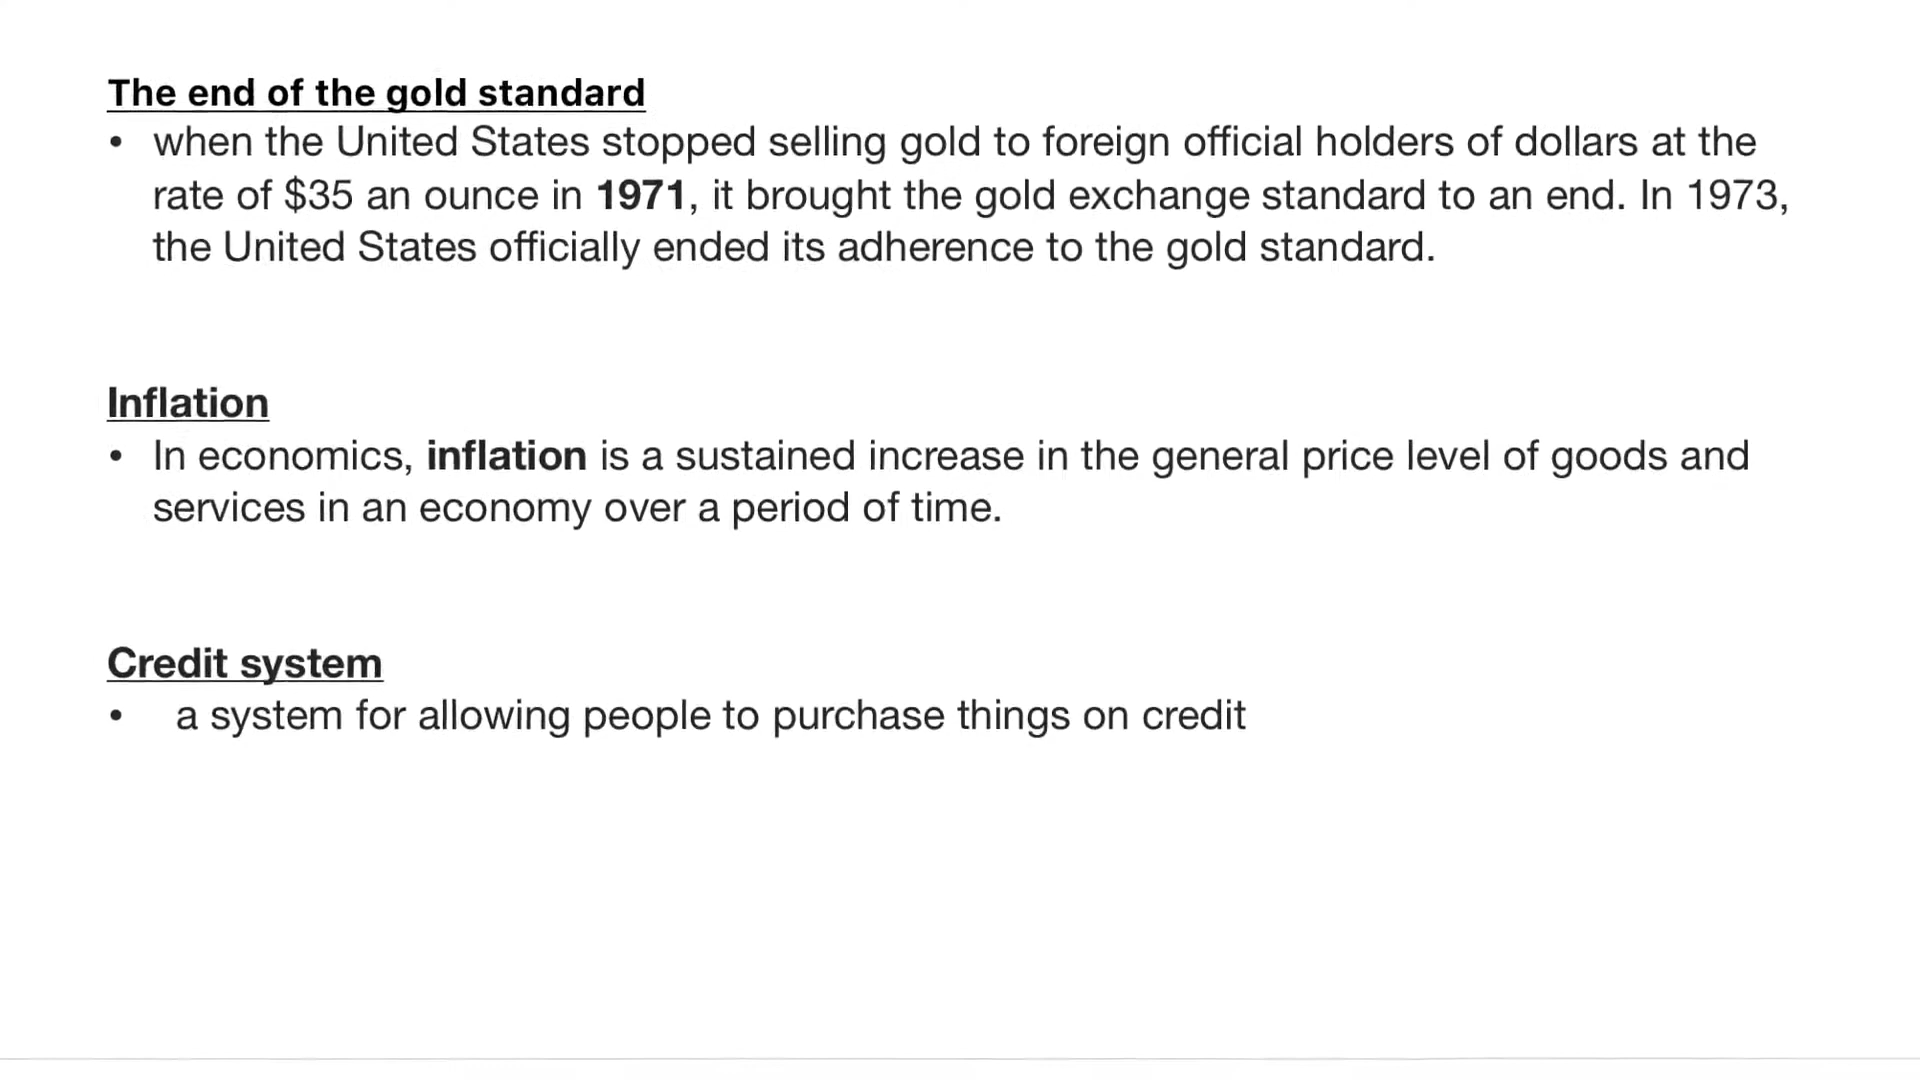 The end of the gold standard
• when the United States stopped selling gold to foreign official holders of dollars at the
rate of $35 an ounce in 1971, it brought the gold exchange standard to an end. In 1973,
the United States officially ended its adherence to the gold standard.
Inflation
• In economics, inflation is a sustained increase in the general price level of goods and
services in an economy over a period of time.
Credit system
• a system for allowing people to purchase things on credit